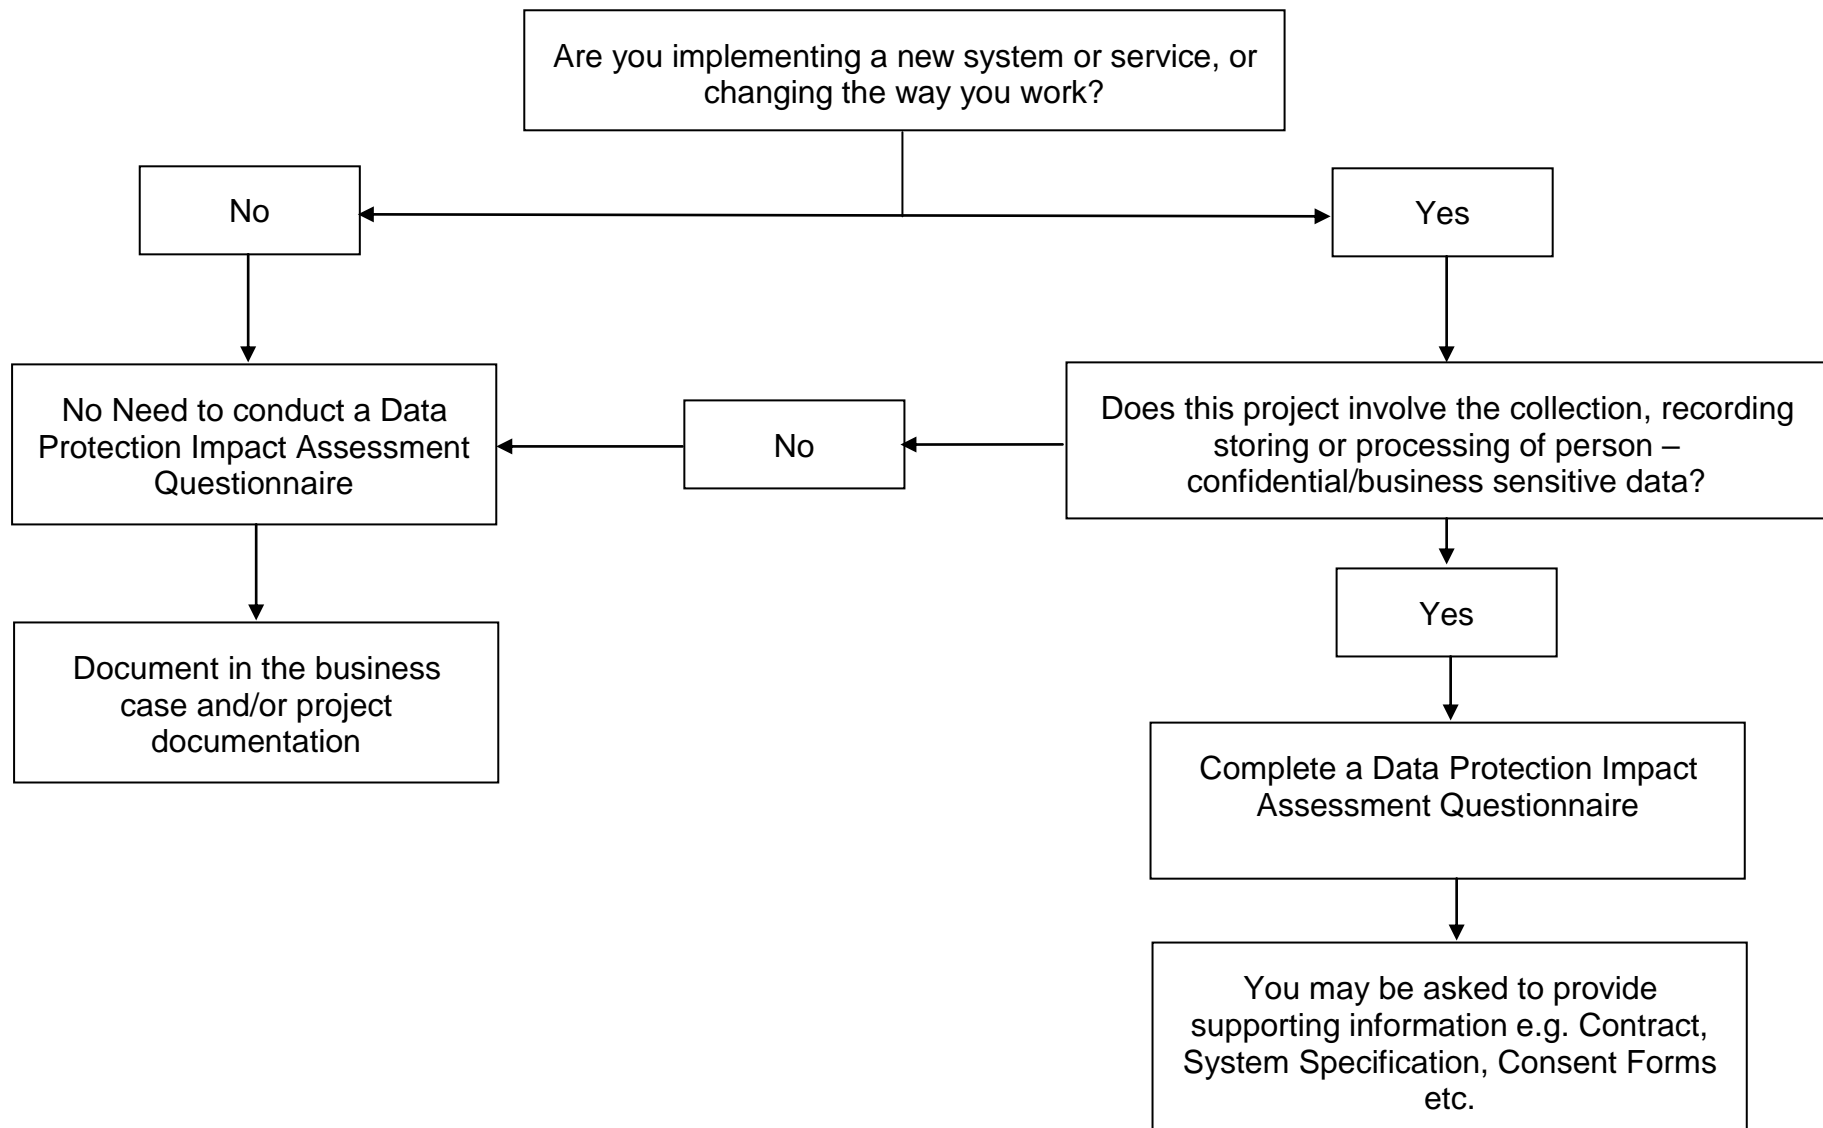 Are you implementing a new system or service, or
changing the way you work?
No
Yes
No Need to conduct a Data
Protection Impact Assessment
Questionnaire
No
Does this project involve the collection, recording
storing or processing of person –
confidential/business sensitive data?
Yes
Document in the business
case and/or project
documentation
Complete a Data Protection Impact
Assessment Questionnaire
You may be asked to provide
supporting information e.g. Contract,
System Specification, Consent Forms
etc.